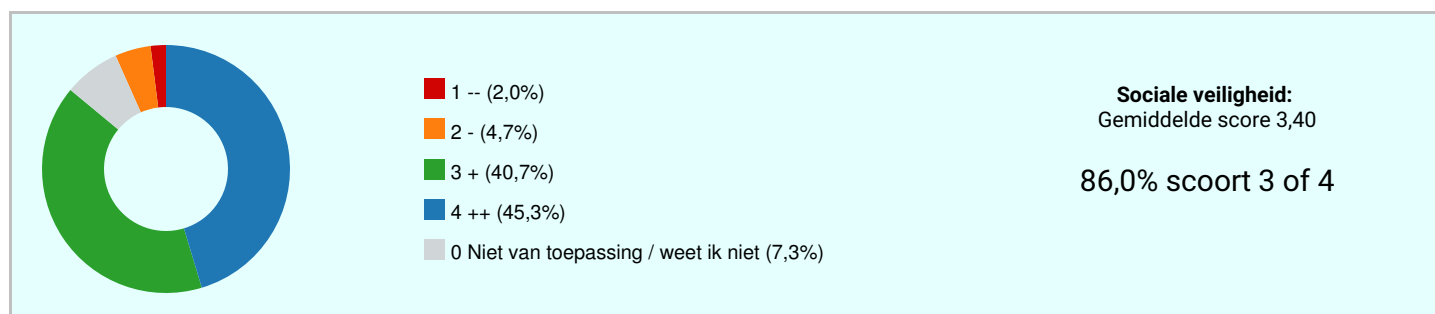 1 -- (2,0%)
2 - (4,7%)
3 + (40,7%)
4 ++ (45,3%)
0 Niet van toepassing / weet ik niet (7,3%)
Sociale veiligheid:
Gemiddelde score 3,40
86,0% scoort 3 of 4